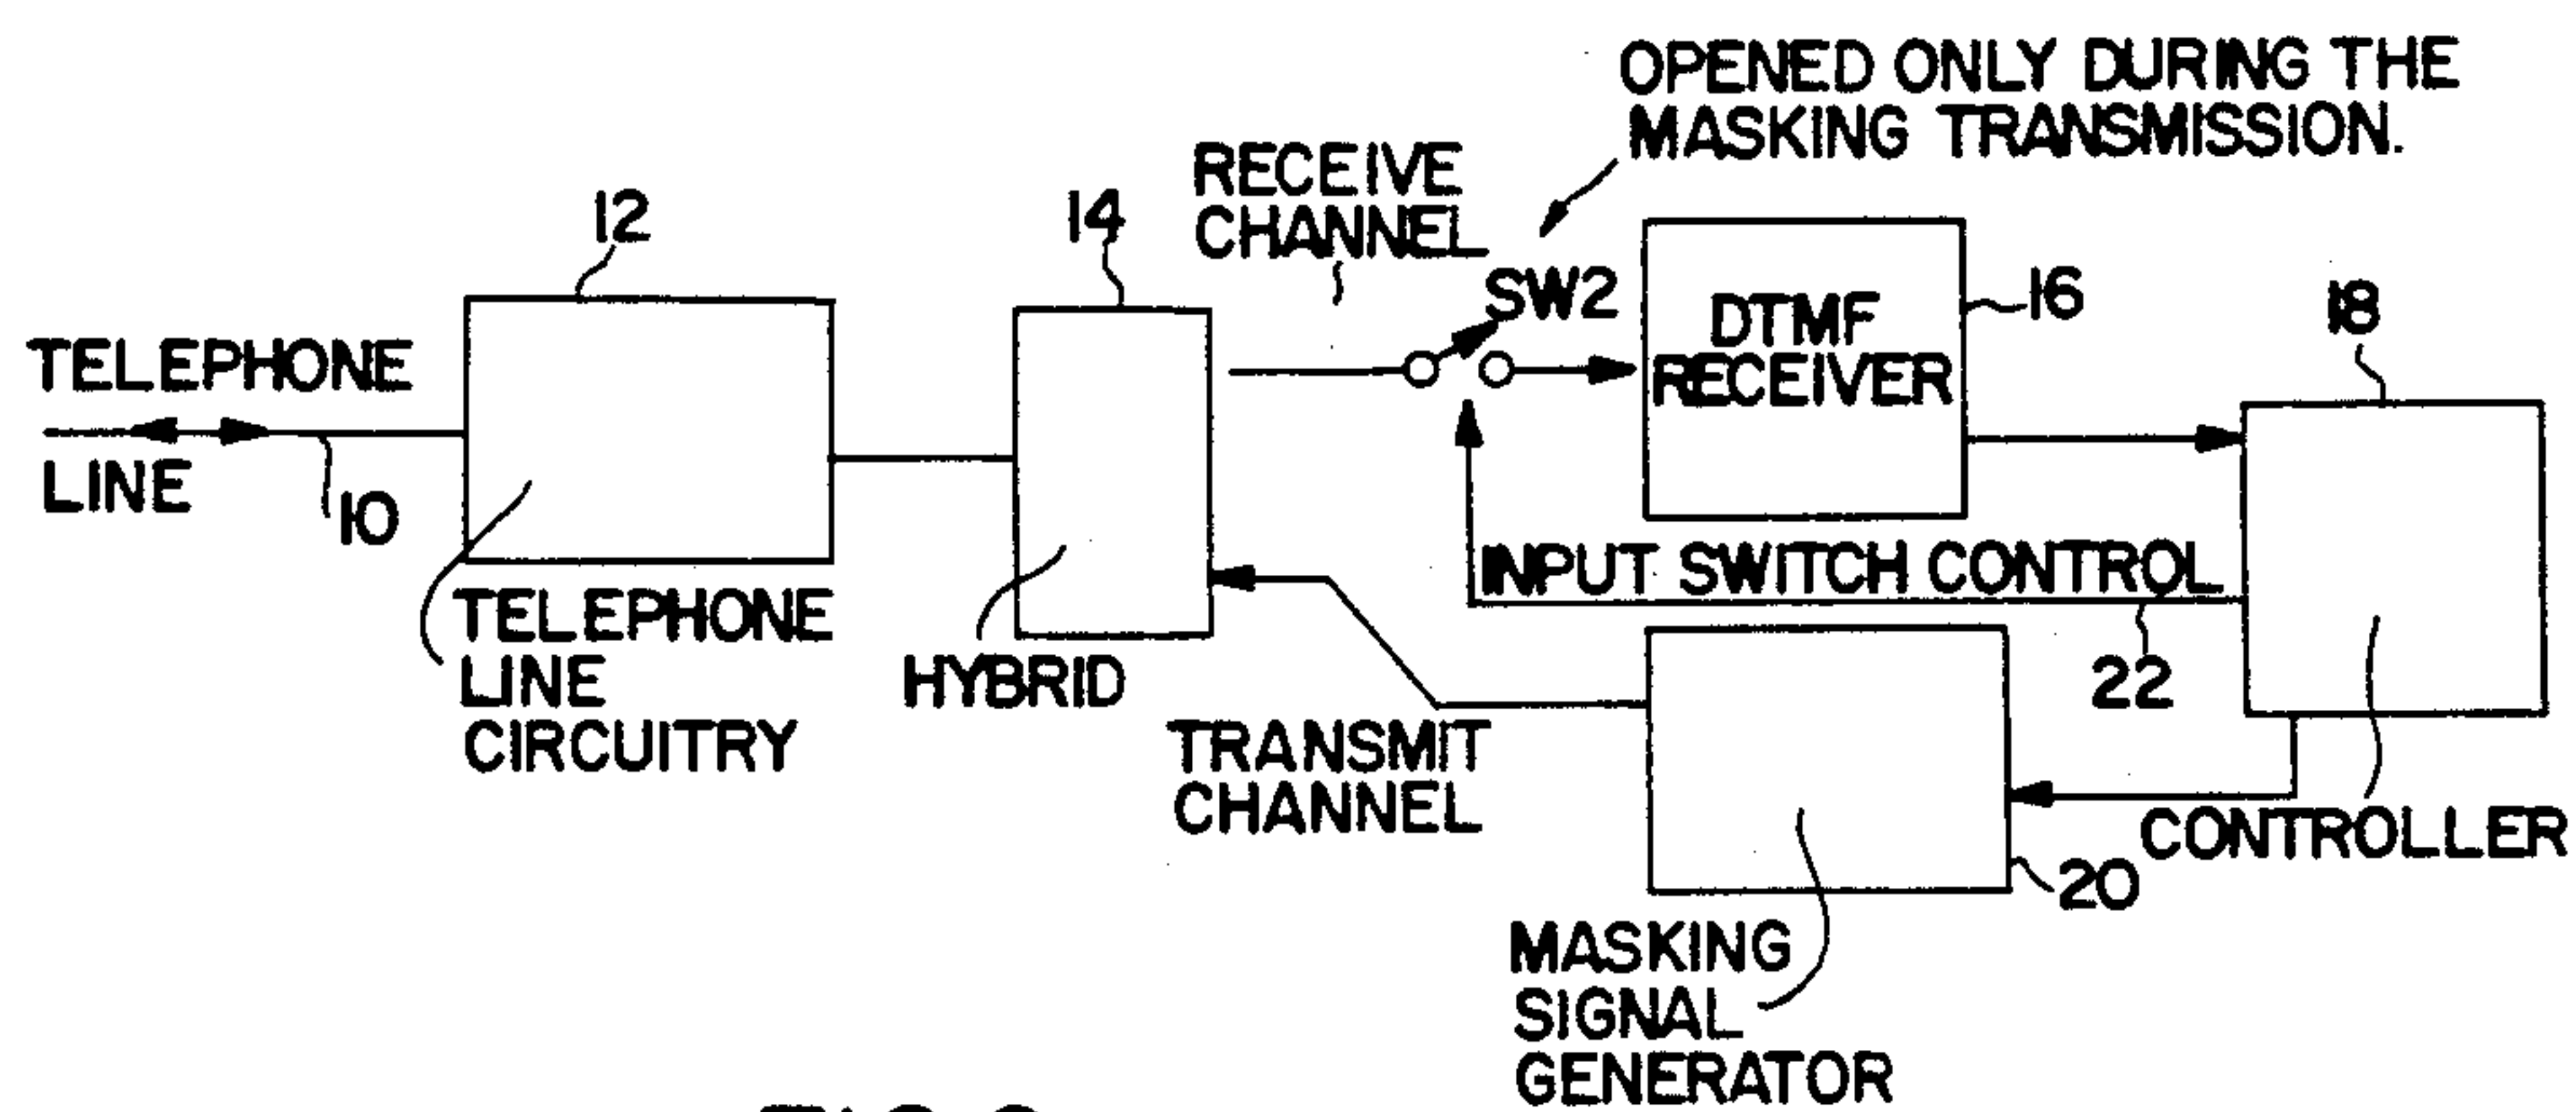 OPENED ONLY DURING THE
MASKING TRANSMISSION.
RECEIVE
CHANNEL
12
14
SW2
DTMF
RECEIVER
16
18
TELEPHONE
LINE
10
INPUT SWITCH CONTROL
22
TELEPHONE
LINE
CIRCUITRY
HYBRID
TRANSMIT
CHANNEL
CONTROLLER
20
MASKING
SIGNAL
GENERATOR